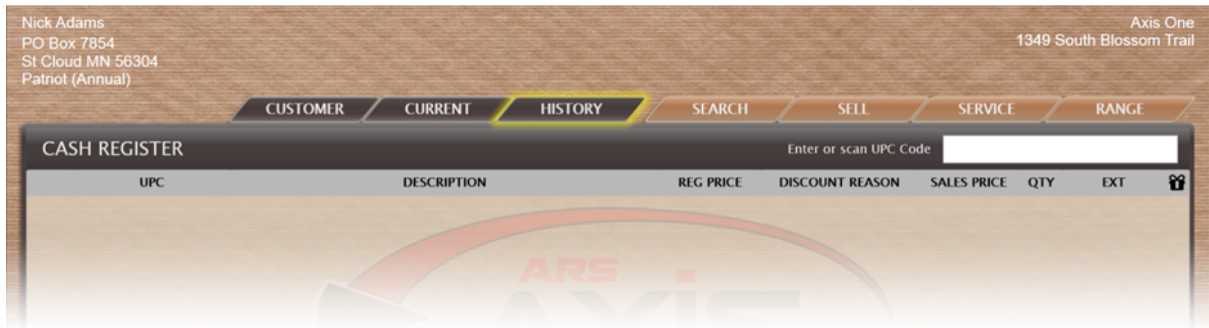 Nick Adams
PO Box 7854
St Cloud MN 56304
Patriot (Annual)
Axis One
1349 South Blossom Trail
CUSTOMER CURRENT HISTORY SEARCH SELL SERVICE RANGE
CASH REGISTER Enter or scan UPC Code
UPC DESCRIPTION REG PRICE DISCOUNT REASON SALES PRICE QTY EXT
ARS
AXiS